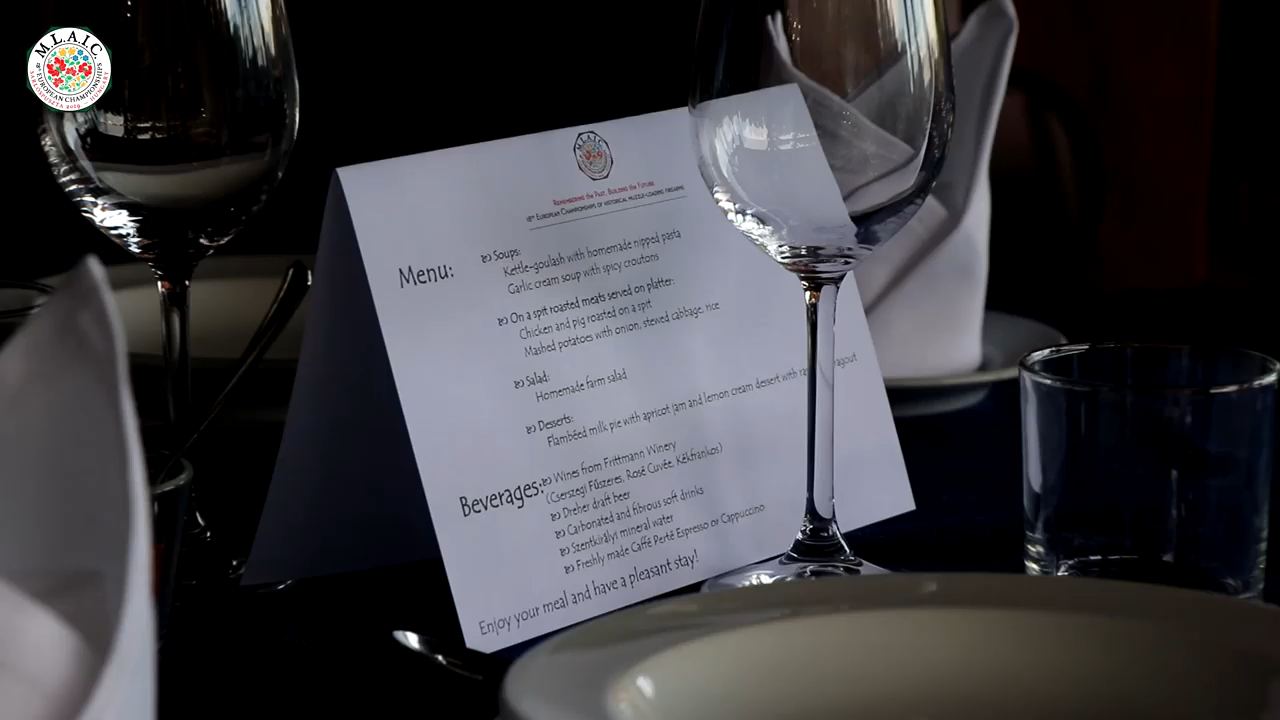 M.L.A.I.C.
18th EUROPEAN CHAMPIONSHIPS
SARLÓSPUSZTA 2019 - HUNGARY
M.L.A.I.C.
Remembering the Past, Building the Future
18th European Championships of historical muzzle-loading firearms
Menu:
Soups:
Kettle-goulash with homemade nipped pasta
Garlic cream soup with spicy croutons
On a spit roasted meats served on platter:
Chicken and pig roasted on a spit
Mashed potatoes with onion, stewed cabbage, rice
Salad:
Homemade farm salad
Desserts:
Flambéed milk pie with apricot jam and lemon cream dessert with
Beverages:
Wines from Frittmann Winery
(Cserszegi Fűszeres, Rosé Cuvée, Kékfrankos)
Dreher draft beer
Carbonated and fibrous soft drinks
Szentkirályi mineral water
Freshly made Caffé Perté Espresso or Cappuccino
Enjoy your meal and have a pleasant stay!